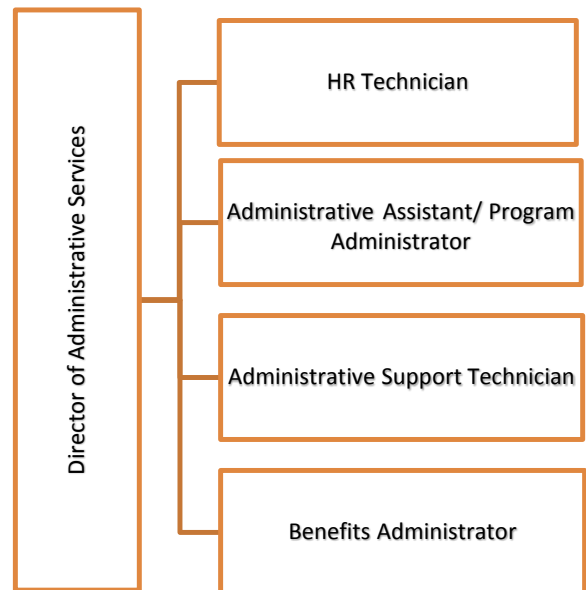 Director of Administrative Services
HR Technician
Administrative Assistant/ Program
Administrator
Administrative Support Technician
Benefits Administrator